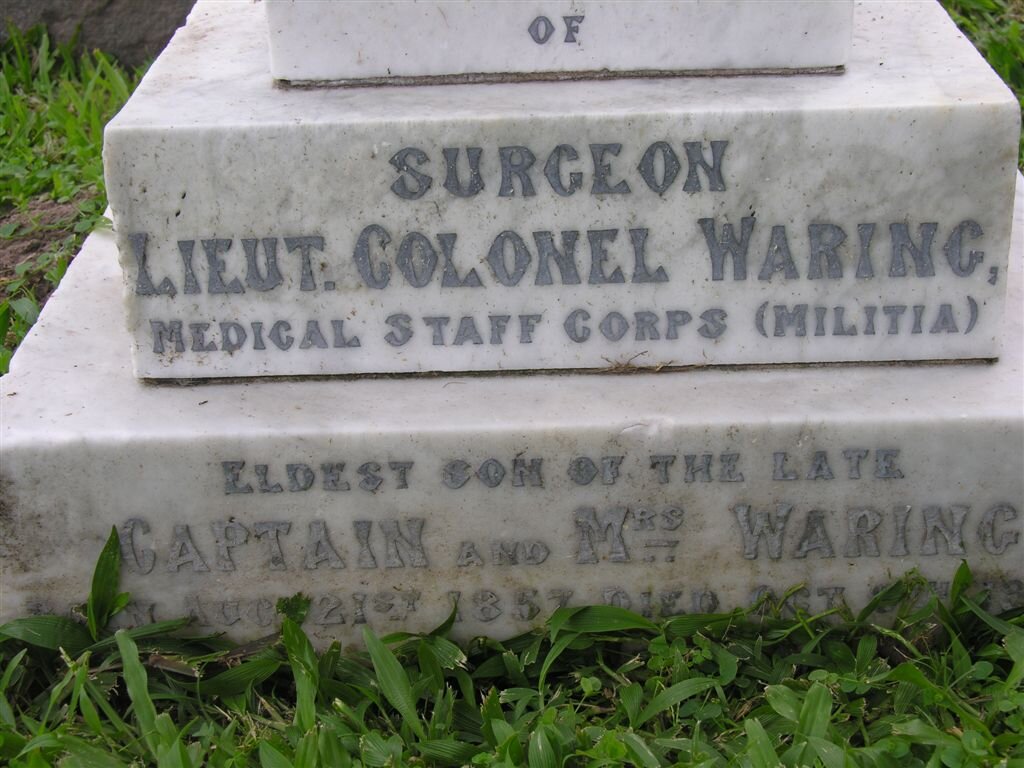 OF
SURGEON
LIEUT. COLONEL WARING,
MEDICAL STAFF CORPS (MILITIA)
ELDEST SON OF THE LATE
CAPTAIN AND MRS WARING
AUG 21ST 1857 DIED OCT